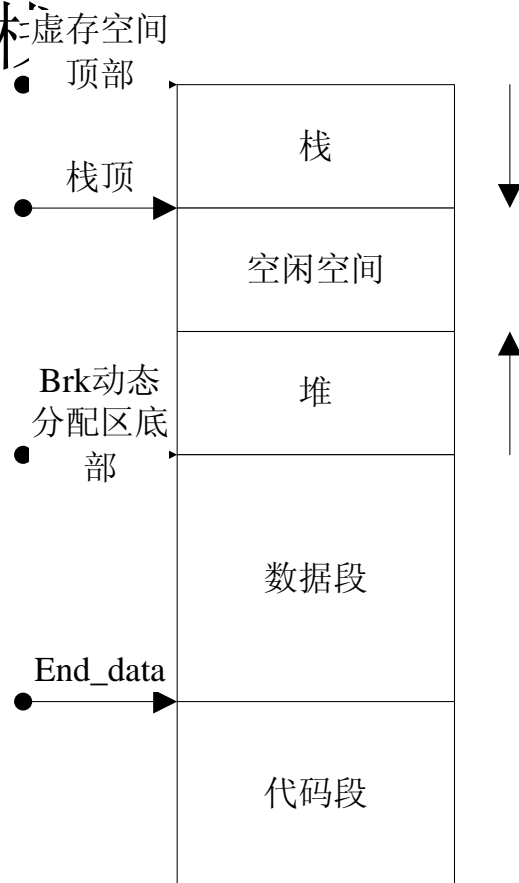 虚存空间
顶部
栈
栈顶
空闲空间
Brk动态
分配区底
部
堆
数据段
End_data
代码段